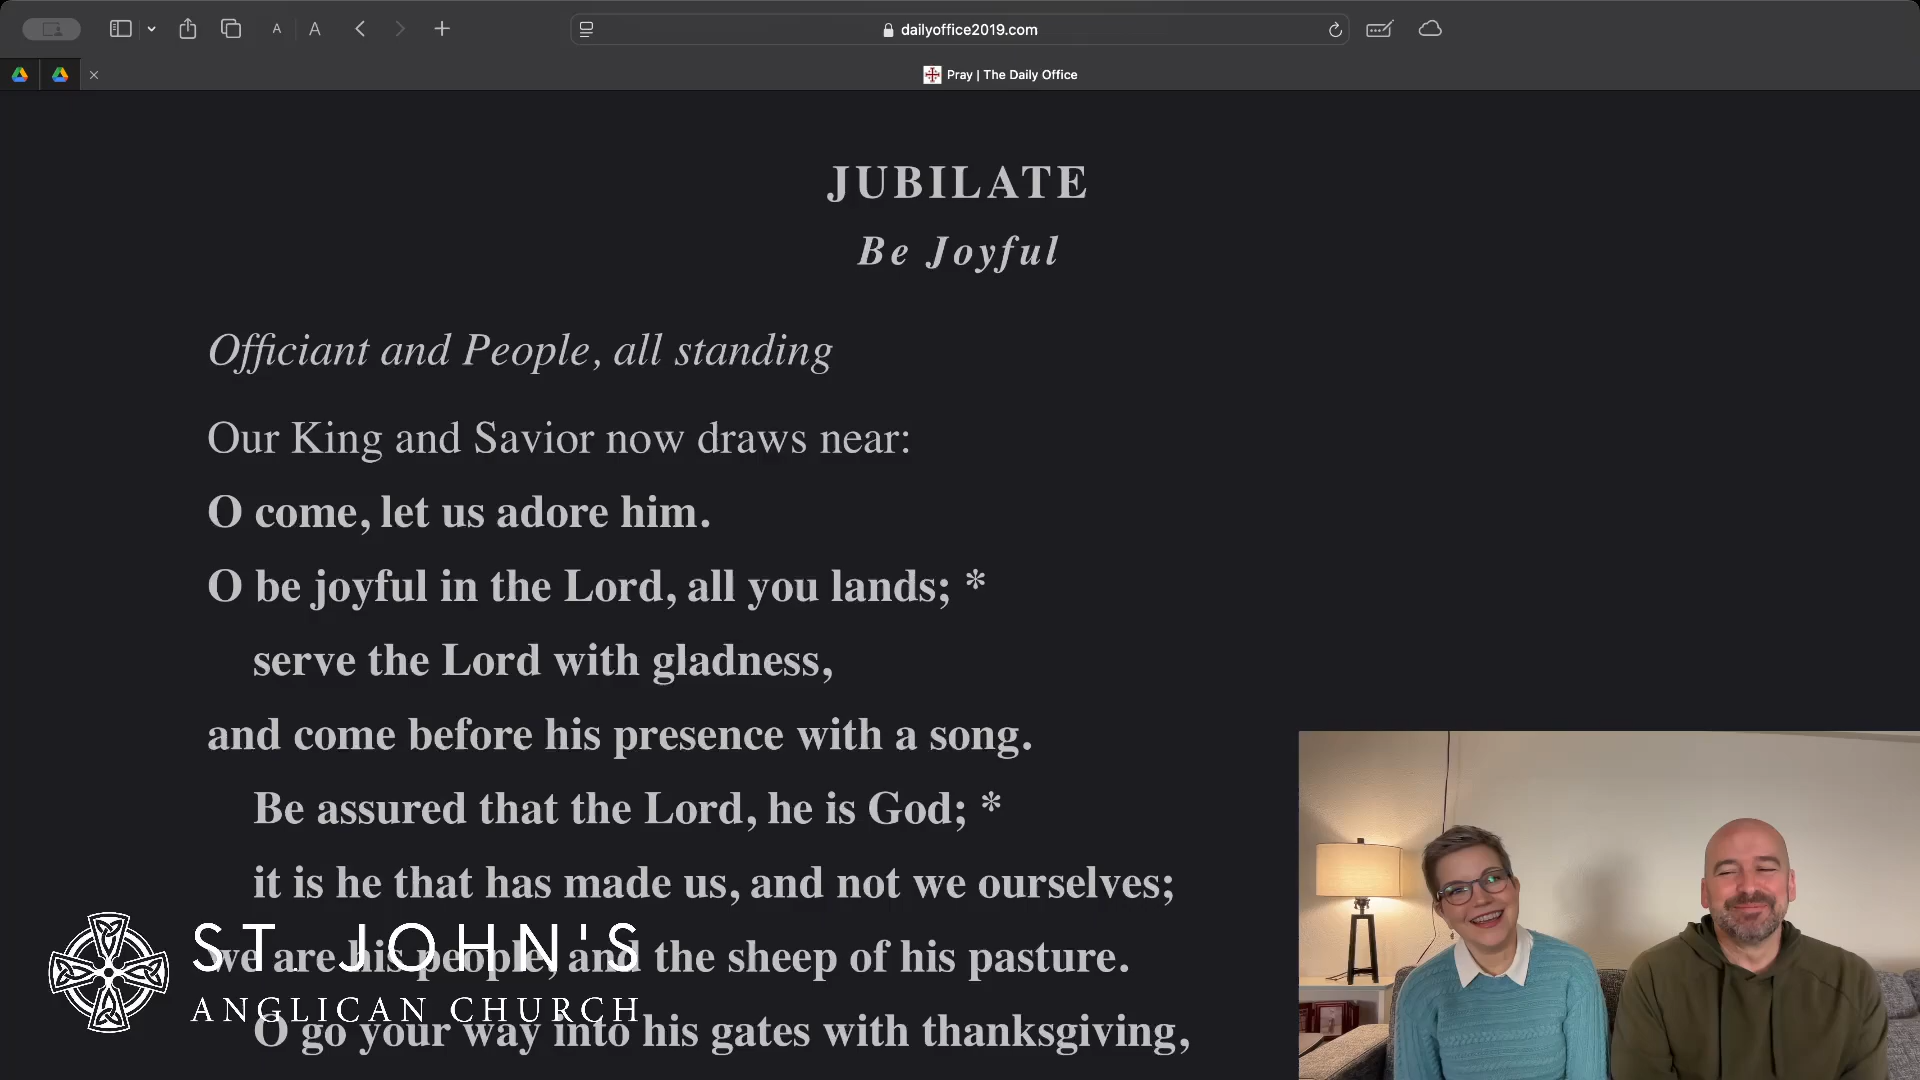 A A
dailyoffice2019.com
Pray | The Daily Office
JUBILATE
Be Joyful
Officiant and People, all standing
Our King and Savior now draws near:
O come, let us adore him.
O be joyful in the Lord, all you lands; *
serve the Lord with gladness,
and come before his presence with a song.
Be assured that the Lord, he is God; *
it is he that has made us, and not we ourselves;
we are his people, and the sheep of his pasture.
O go your way into his gates with thanksgiving,
ST. JOHN'S
ANGLICAN CHURCH